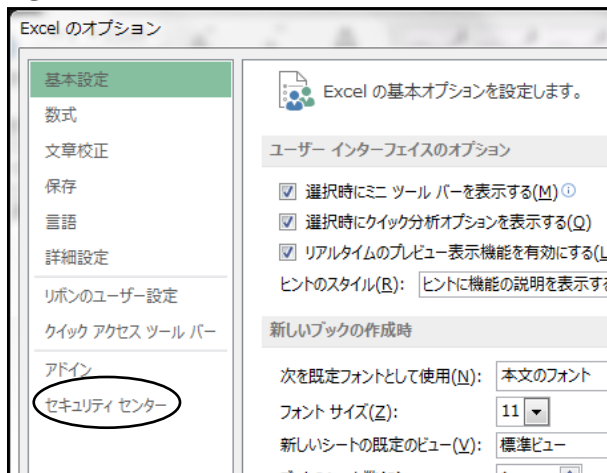 Excel のオプション
基本設定
数式
文章校正
保存
言語
詳細設定
リボンのユーザー設定
クイック アクセス ツール バー
アドイン
セキュリティ センター
Excel の基本オプションを設定します。
ユーザー インターフェイスのオプション
選択時にミニ ツール バーを表示する(M)
選択時にクイック分析オプションを表示する(Q)
リアルタイムのプレビュー表示機能を有効にする(L
ヒントのスタイル(R): ヒントに機能の説明を表示する
新しいブックの作成時
次を既定フォントとして使用(N): 本文のフォント
フォント サイズ(Z): 11
新しいシートの既定のビュー(V): 標準ビュー